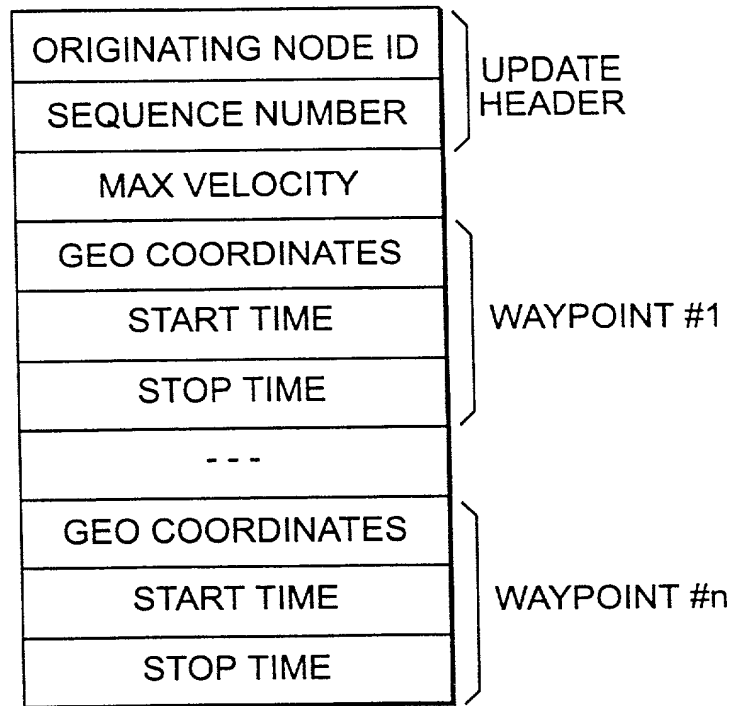 ORIGINATING NODE ID
SEQUENCE NUMBER
UPDATE
HEADER
MAX VELOCITY
GEO COORDINATES
START TIME
STOP TIME
WAYPOINT #1
- - -
GEO COORDINATES
START TIME
STOP TIME
WAYPOINT #n